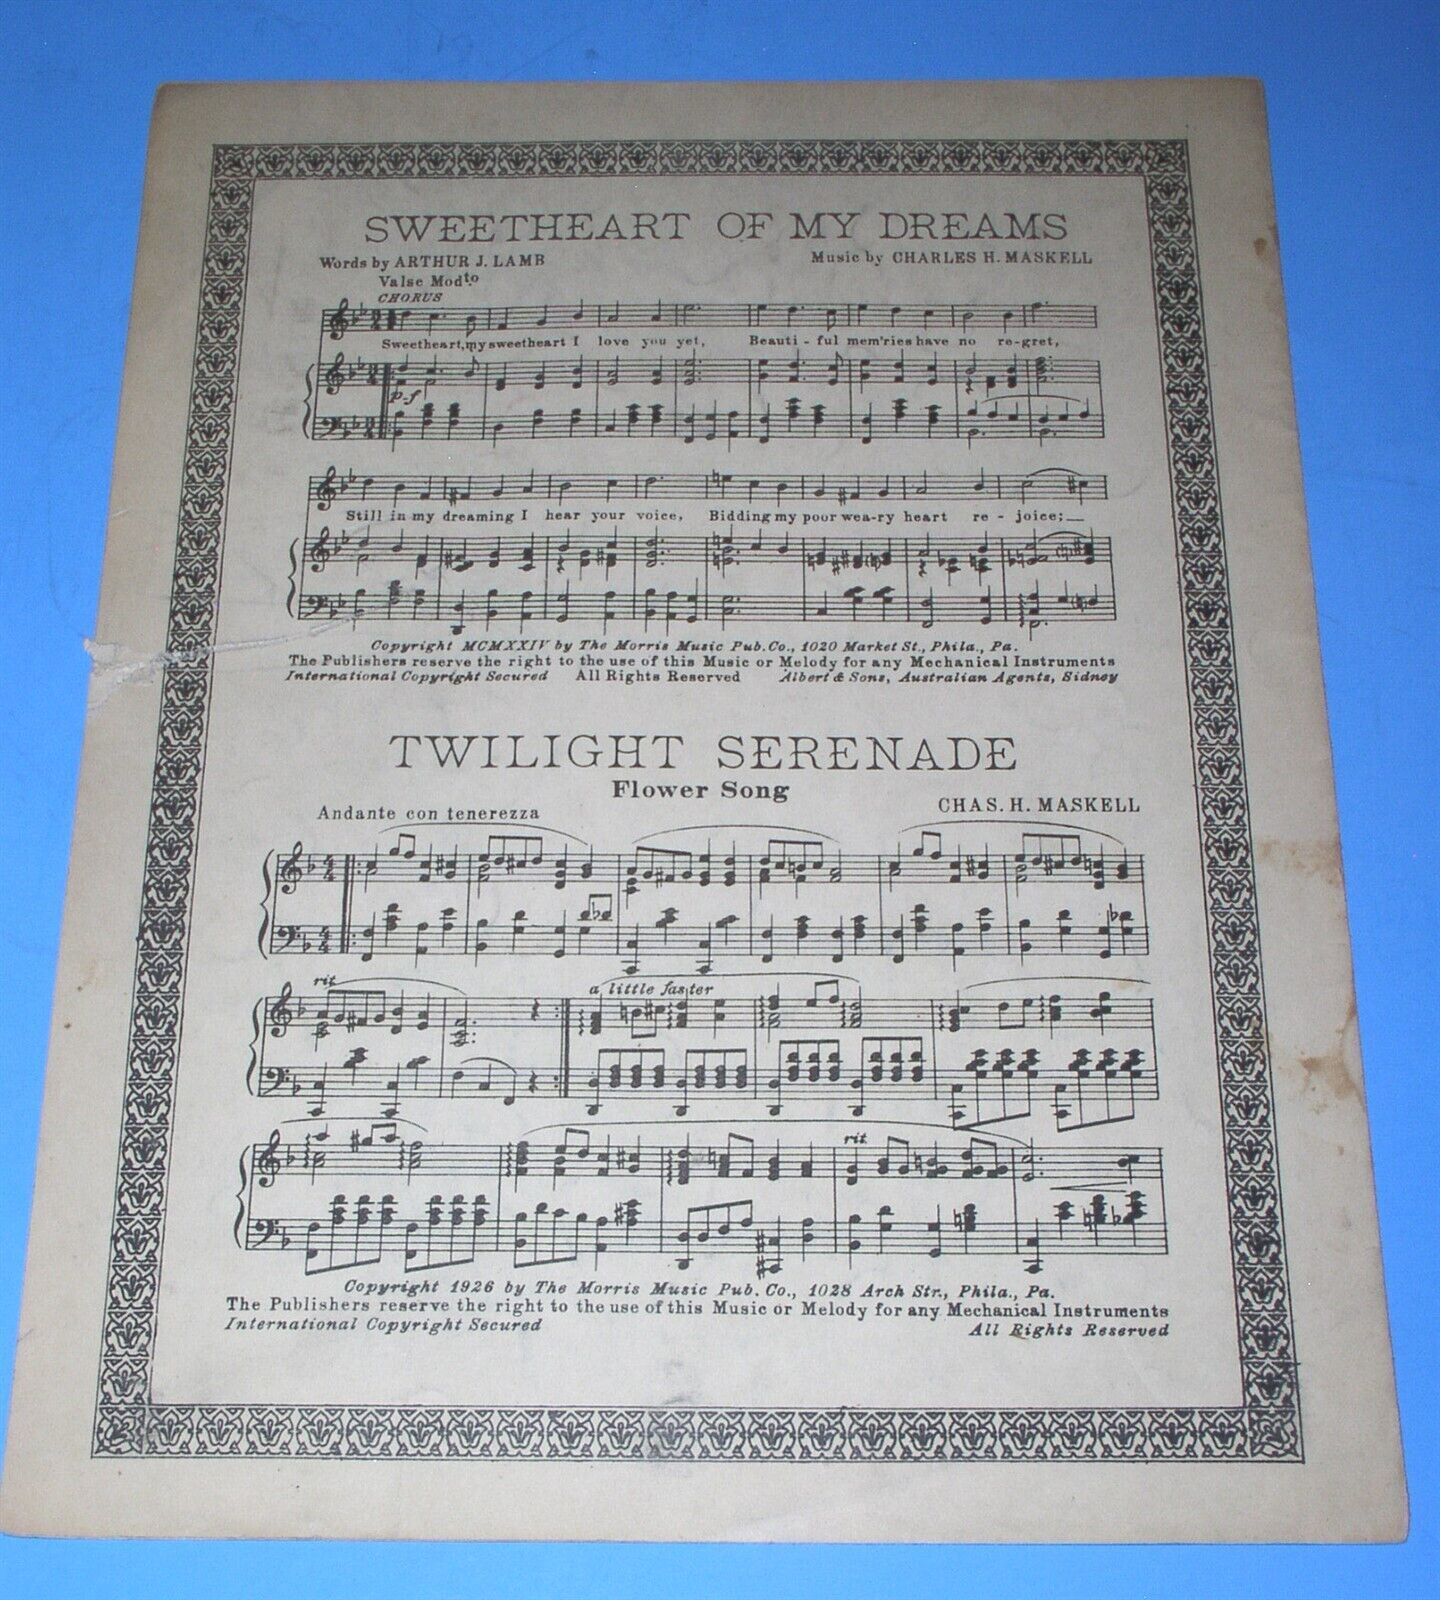 SWEETHEART OF MY DREAMS
Words by ARTHUR J. LAMB Music by CHARLES H. MASKELL
Valse Modto
CHORUS
Sweetheart, my sweetheart I love you yet, Beauti - ful mem'ries have no re-gret,
p-f
Still in my dreaming I hear your voice, Bidding my poor wea-ry heart re - joice;
Copyright MCMXXIV by The Morris Music Pub. Co., 1020 Market St., Phila., Pa.
The Publishers reserve the right to the use of this Music or Melody for any Mechanical Instruments
International Copyright Secured All Rights Reserved Albert & Sons, Australian Agents, Sidney
TWILIGHT SERENADE
Flower Song
Andante con tenerezza CHAS. H. MASKELL
rit a little faster
rit
Copyright 1926 by The Morris Music Pub. Co., 1028 Arch Str., Phila., Pa.
The Publishers reserve the right to the use of this Music or Melody for any Mechanical Instruments
International Copyright Secured All Rights Reserved